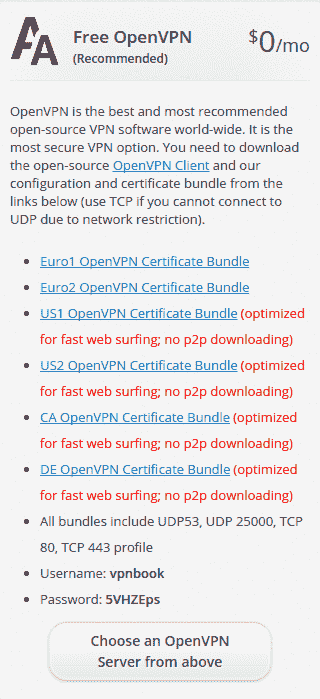 AA Free OpenVPN $0/mo
(Recommended)
OpenVPN is the best and most recommended
open-source VPN software world-wide. It is the
most secure VPN option. You need to download
the open-source OpenVPN Client and our
configuration and certificate bundle from the
links below (use TCP if you cannot connect to
UDP due to network restriction).
• Euro1 OpenVPN Certificate Bundle
• Euro2 OpenVPN Certificate Bundle
• US1 OpenVPN Certificate Bundle (optimized
for fast web surfing; no p2p downloading)
• US2 OpenVPN Certificate Bundle (optimized
for fast web surfing; no p2p downloading)
• CA OpenVPN Certificate Bundle (optimized
for fast web surfing; no p2p downloading)
• DE OpenVPN Certificate Bundle (optimized
for fast web surfing; no p2p downloading)
• All bundles include UDP53, UDP 25000, TCP
80, TCP 443 profile
• Username: vpnbook
• Password: 5VHZEps
Choose an OpenVPN
Server from above